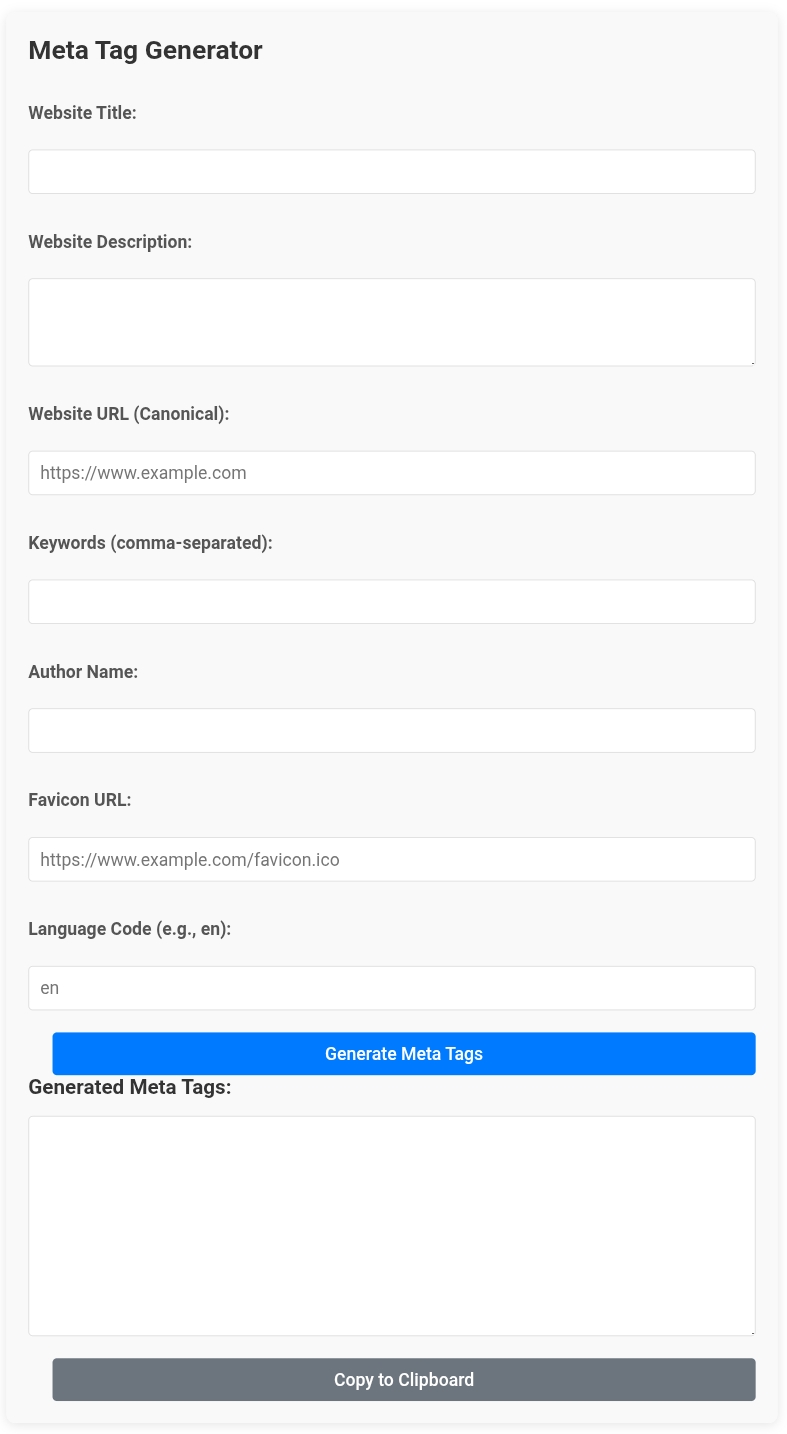 Meta Tag Generator
Website Title:
Website Description:
Website URL (Canonical):
https://www.example.com
Keywords (comma-separated):
Author Name:
Favicon URL:
https://www.example.com/favicon.ico
Language Code (e.g., en):
en
Generate Meta Tags
Generated Meta Tags:
Copy to Clipboard